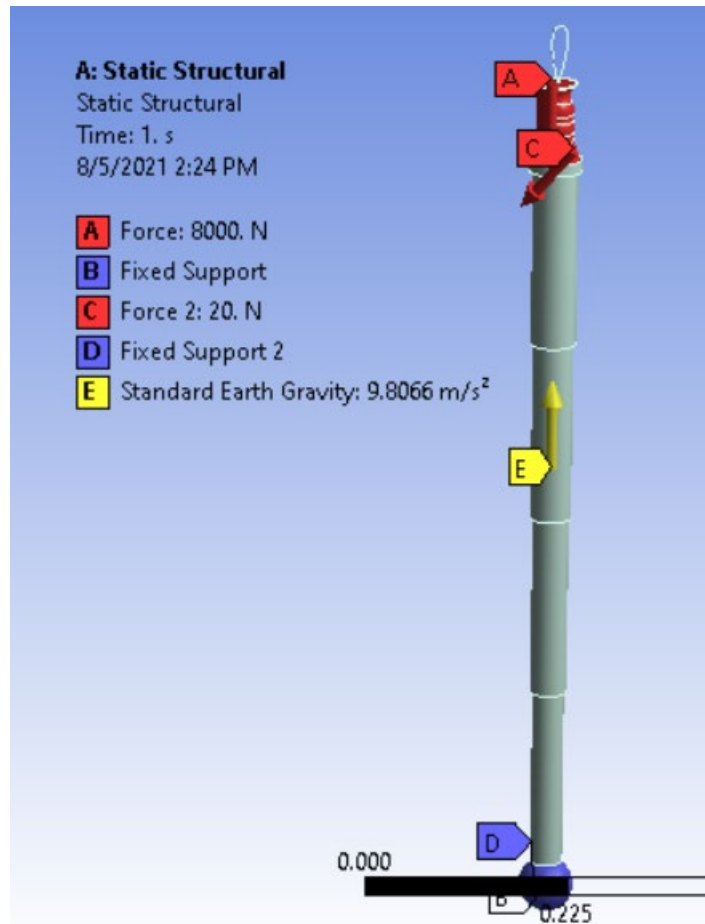 A: Static Structural
Static Structural
Time: 1. s
8/5/2021 2:24 PM
A Force: 8000. N
B Fixed Support
C Force 2: 20. N
D Fixed Support 2
E Standard Earth Gravity: 9.8066 m/s²
A
C
E
D
0.000
B
0.225